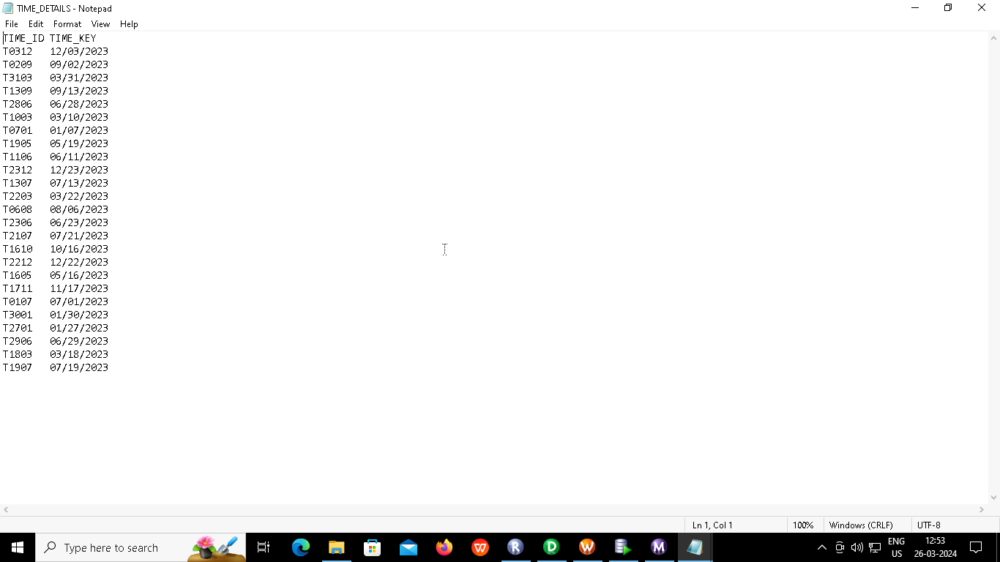 TIME_DETAILS - Notepad
File Edit Format View Help
TIME_ID TIME_KEY
T0312 12/03/2023
T0209 09/02/2023
T3103 03/31/2023
T1309 09/13/2023
T2806 06/28/2023
T1003 03/10/2023
T0701 01/07/2023
T1905 05/19/2023
T1106 06/11/2023
T2312 12/23/2023
T1307 07/13/2023
T2203 03/22/2023
T0608 08/06/2023
T2306 06/23/2023
T2107 07/21/2023
T1610 10/16/2023
T2212 12/22/2023
T1605 05/16/2023
T1711 11/17/2023
T0107 07/01/2023
T3001 01/30/2023
T2701 01/27/2023
T2906 06/29/2023
T1803 03/18/2023
T1907 07/19/2023
Ln 1, Col 1 100% Windows (CRLF) UTF-8
Type here to search
W R D W M
ENG
US
12:53
26-03-2024